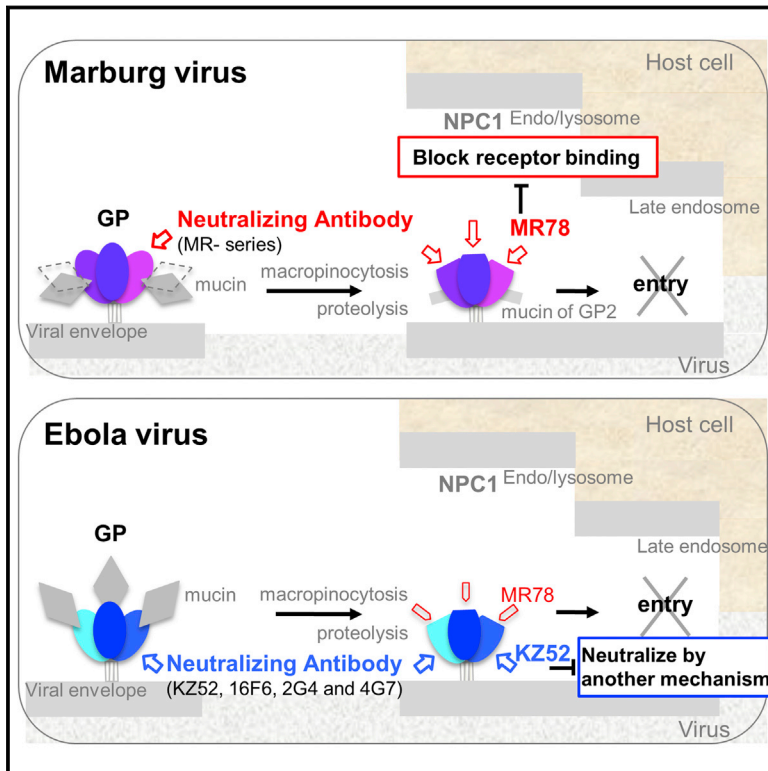 Marburg virus
Host cell
NPC1 Endo/lysosome
Block receptor binding
Late endosome
GP
Neutralizing Antibody
(MR- series)
MR78
mucin
macropinocytosis
proteolysis
entry
mucin of GP2
Viral envelope
Virus
Ebola virus
Host cell
NPC1 Endo/lysosome
Late endosome
GP
mucin
macropinocytosis
proteolysis
MR78
entry
Neutralizing Antibody
(KZ52, 16F6, 2G4 and 4G7)
KZ52
Neutralize by
another mechanism
Viral envelope
Virus